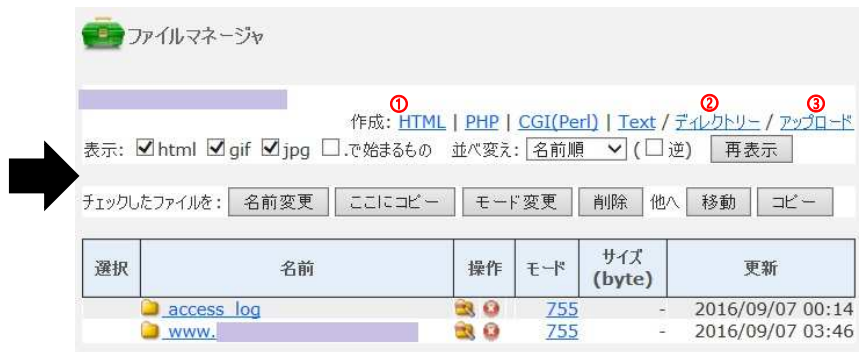 ファイルマネージャ
① ② ③
作成: HTML | PHP | CGI(Perl) | Text / ディレクトリー / アップロード
表示: html gif jpg .で始まるもの 並べ変え: 名前順 (逆) 再表示
チェックしたファイルを: 名前変更 ここにコピー モード変更 削除 他へ 移動 コピー
選択 名前 操作 モード サイズ(byte) 更新
access_log 755 - 2016/09/07 00:14
www. 755 - 2016/09/07 03:46